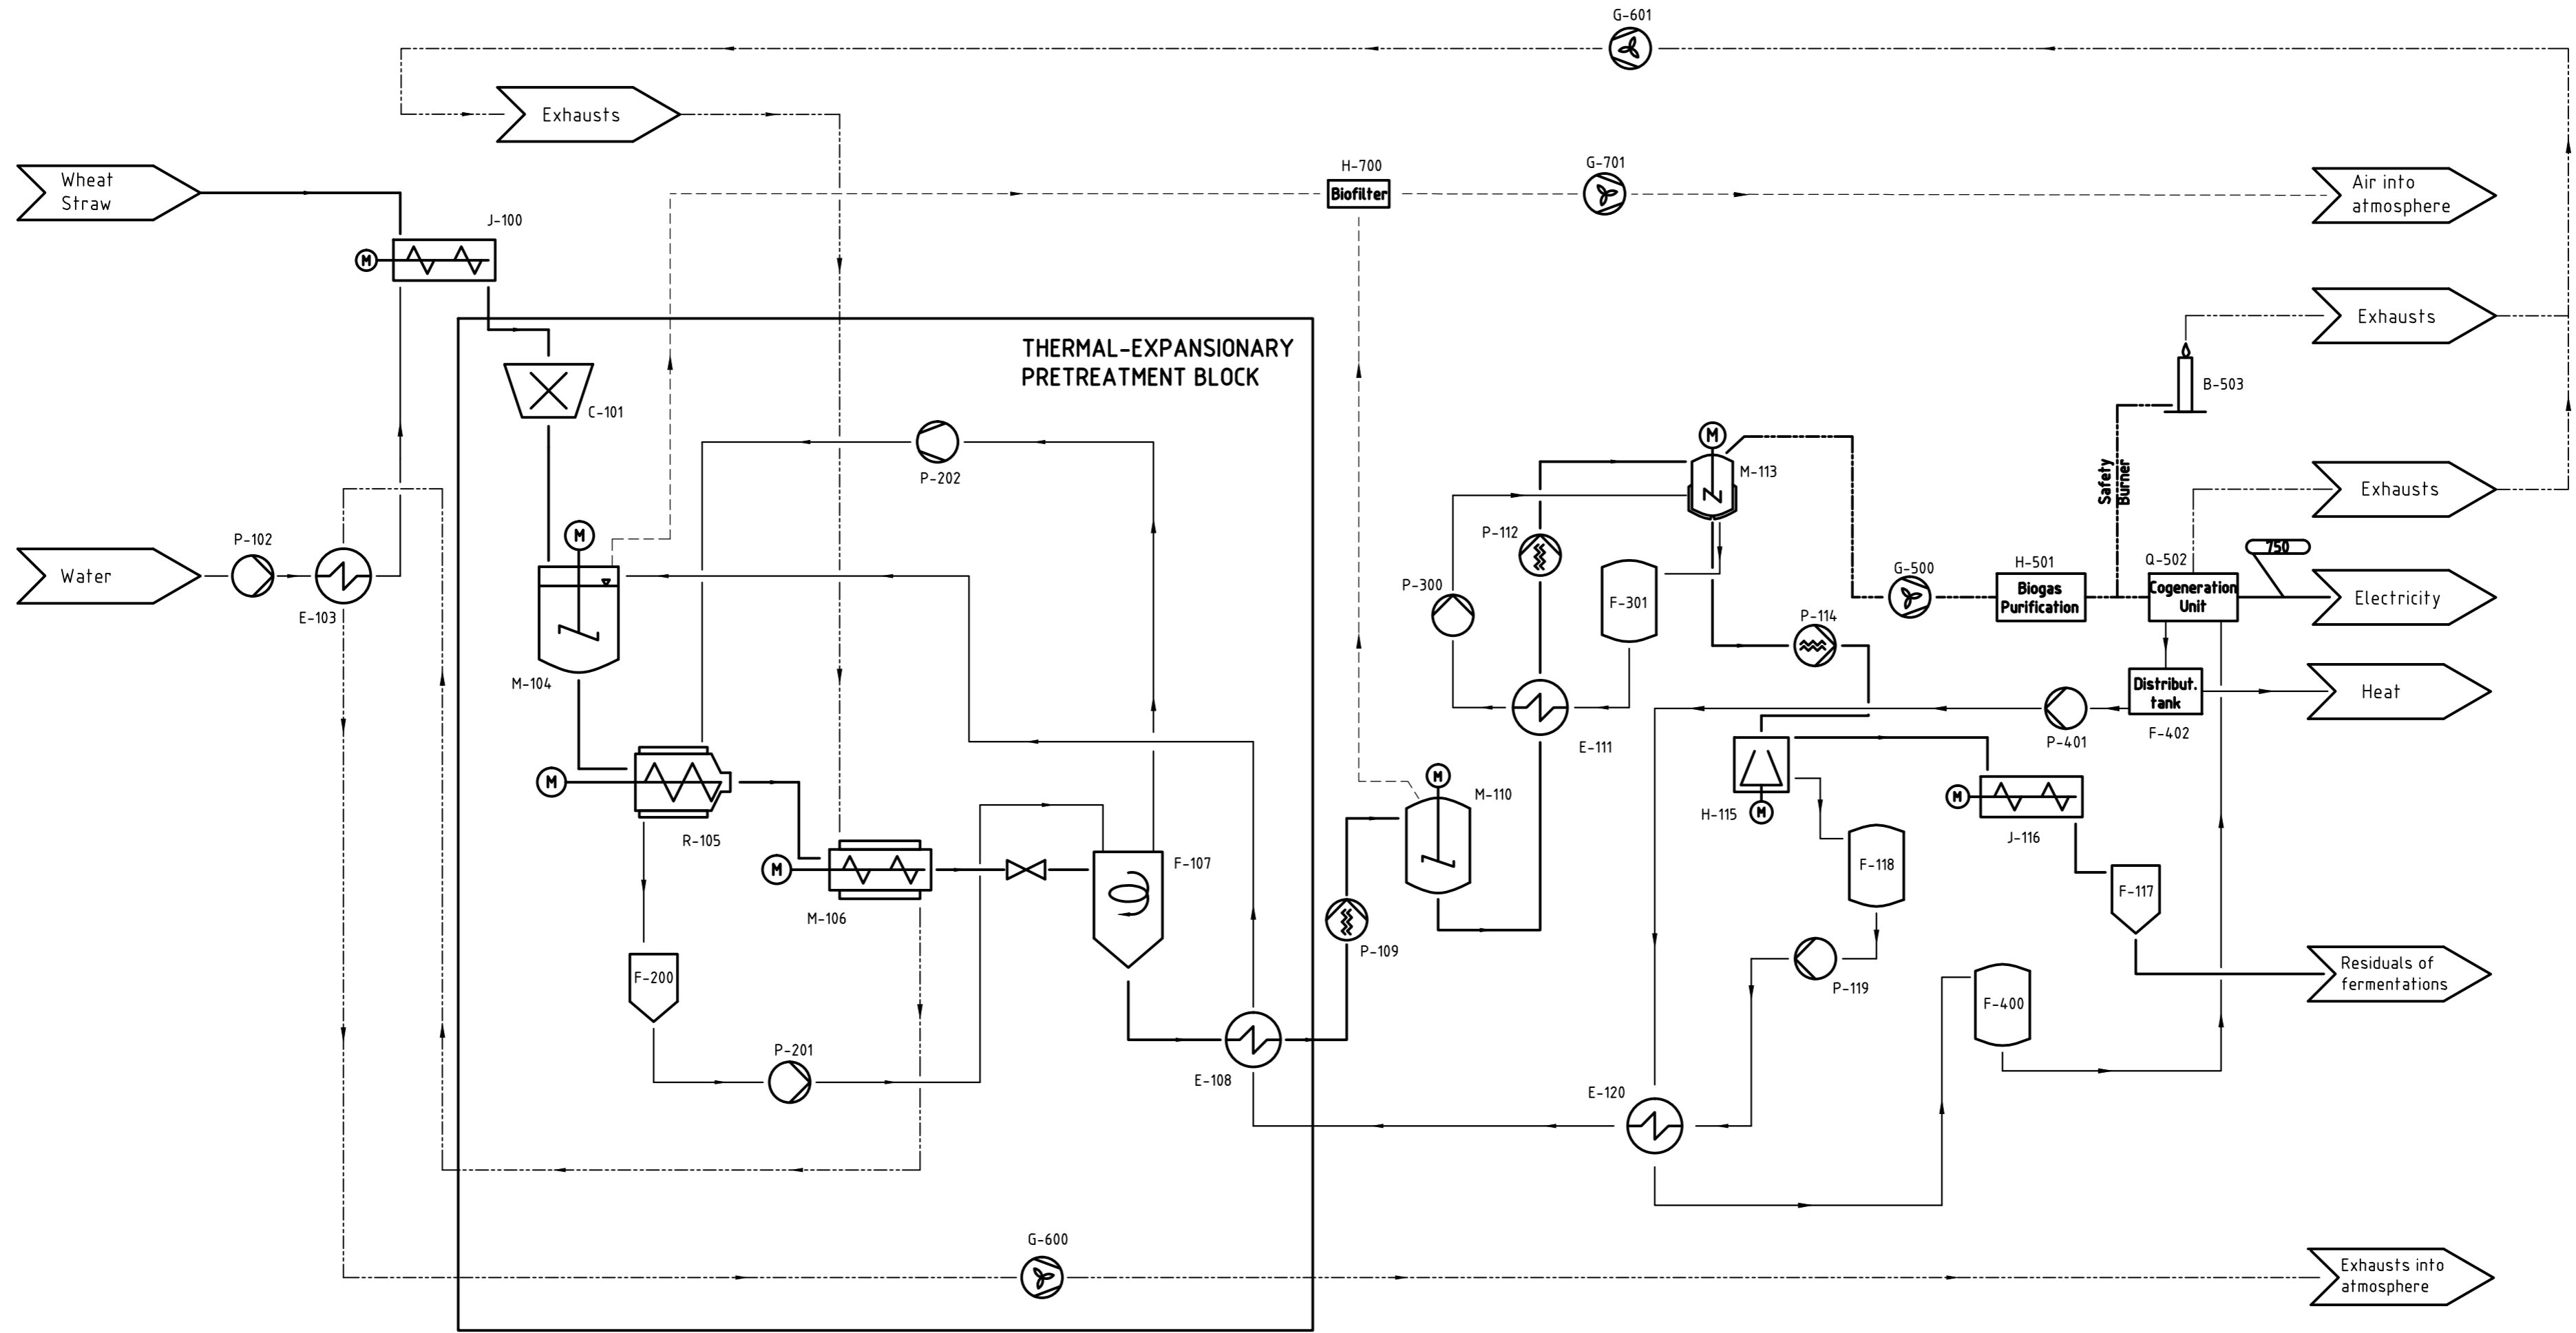 G-601
Exhausts
Wheat
Straw
H-700
Biofilter
G-701
Air into
atmosphere
J-100
M
Exhausts
THERMAL-EXPANSIONARY
PRETREATMENT BLOCK
B-503
C-101
P-202
M
M-113
Safety
Burner
Exhausts
P-102
Water
E-103
M
M-104
P-112
P-300
F-301
G-500
H-501
Biogas
Purification
Q-502
Cogeneration
Unit
750
Electricity
P-114
Distribut.
tank
F-402
Heat
P-401
E-111
M
R-105
M
M-110
H-115
M
M
J-116
M
M-106
F-107
F-118
F-117
P-109
F-200
P-119
F-400
Residuals of
fermentations
P-201
E-108
E-120
G-600
Exhausts into
atmosphere